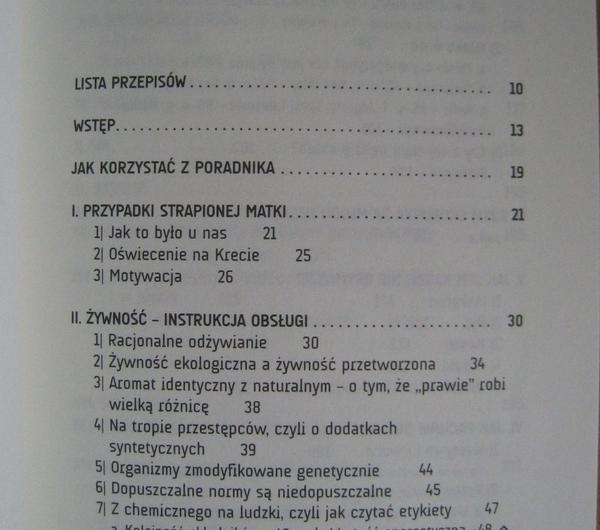 LISTA PRZEPISÓW . . . . . . . . . . . . . . . . . . . . . . . . . . . . . . . . . 10
WSTĘP. . . . . . . . . . . . . . . . . . . . . . . . . . . . . . . . . . . . . . . . . . 13
JAK KORZYSTAĆ Z PORADNIKA . . . . . . . . . . . . . . . . . . . . . . . 19
I. PRZYPADKI STRAPIONEJ MATKI. . . . . . . . . . . . . . . . . . . . . . 21
1| Jak to było u nas 21
2| Oświecenie na Krecie 25
3| Motywacja 26
II. ŻYWNOŚĆ – INSTRUKCJA OBSŁUGI . . . . . . . . . . . . . . . . . . . 30
1| Racjonalne odżywianie 30
2| Żywność ekologiczna a żywność przetworzona 34
3| Aromat identyczny z naturalnym – o tym, że „prawie” robi
wielką różnicę 38
4| Na tropie przestępców, czyli o dodatkach
syntetycznych 39
5| Organizmy zmodyfikowane genetycznie 44
6| Dopuszczalne normy są niedopuszczalne 45
7| Z chemicznego na ludzki, czyli jak czytać etykiety 47
48